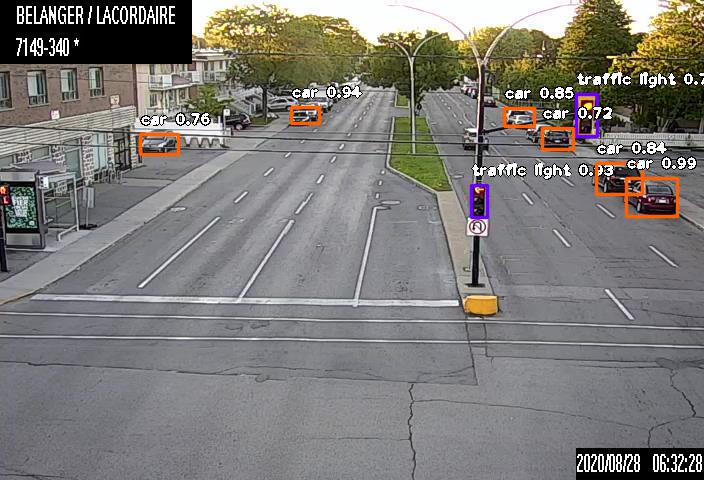 BELANGER / LACORDAIRE
7149-340 *
traffic light 0.7
car 0.94
car 0.85
car 0.72
car 0.76
car 0.84
car 0.99
traffic light 0.93
2020/08/28 06:32:28